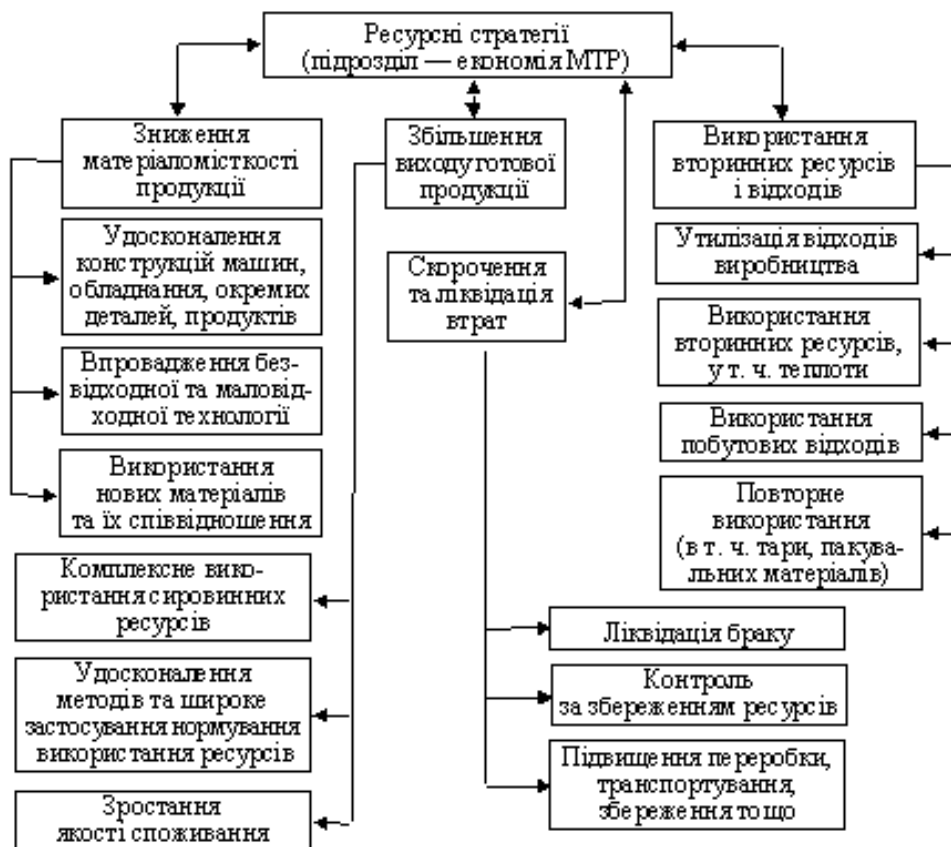 Ресурсні стратегії
(підрозділ — економія МТР)
Зниження
матеріаломісткості
продукції
Збільшення
виходу готової
продукції
Використання
вторинних ресурсів
і відходів
Удосконалення
конструкцій машин,
обладнання, окремих
деталей, продуктів
Впровадження без-
відходної та маловід-
ходної технології
Використання
нових матеріалів
та їх співвідношення
Скорочення
та ліквідація
втрат
Утилізація відходів
виробництва
Використання
вторинних ресурсів,
у т. ч. теплоти
Використання
побутових відходів
Повторне
використання
(в т. ч. тари, пакува-
льних матеріалів)
Комплексне вико-
ристання сировинних
ресурсів
Удосконалення
методів та широке
застосування нормування
використання ресурсів
Зростання
якості споживання
Ліквідація браку
Контроль
за збереженням ресурсів
Підвищення переробки,
транспортування,
збереження тощо